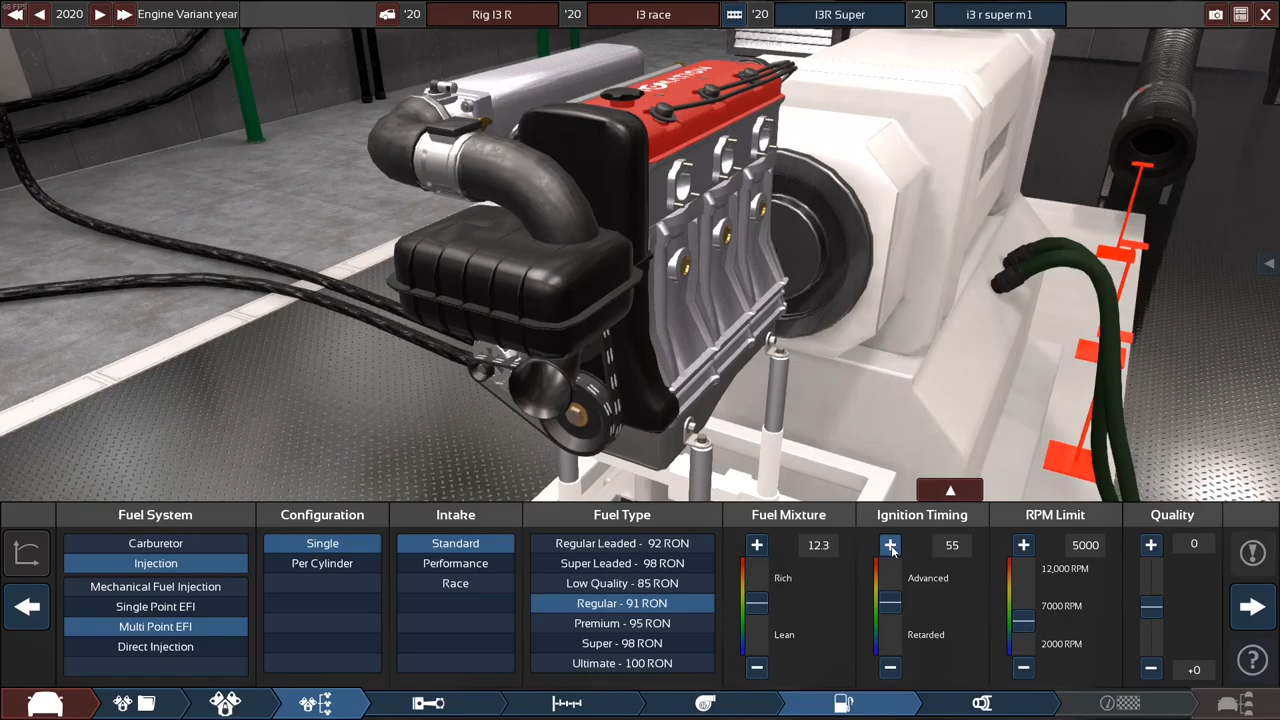 68 FPS
2020 Engine Variant year '20 Rig I3 R '20 I3 race '20 I3R Super '20 i3 r super m1
Fuel System Configuration Intake Fuel Type Fuel Mixture Ignition Timing RPM Limit Quality
Carburetor Single Standard Regular Leaded - 92 RON + 12.3 + 55 + 5000 + 0
Injection Per Cylinder Performance Super Leaded - 98 RON 12,000 RPM
Mechanical Fuel Injection Race Low Quality - 85 RON Rich Advanced
Single Point EFI Regular - 91 RON 7000 RPM
Multi Point EFI Premium - 95 RON
Direct Injection Super - 98 RON Lean Retarded 2000 RPM
Ultimate - 100 RON +0